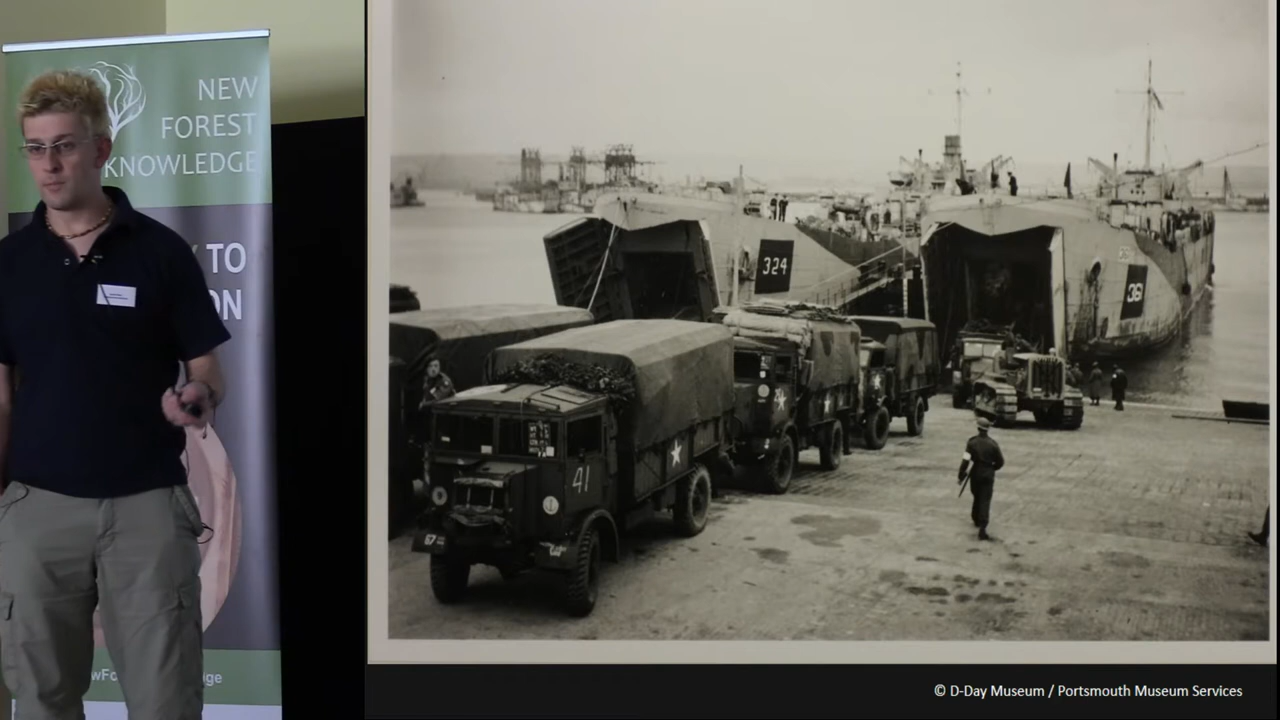 NEW
FOREST
KNOWLEDGE
TO
ON
324
361
41
© D-Day Museum / Portsmouth Museum Services